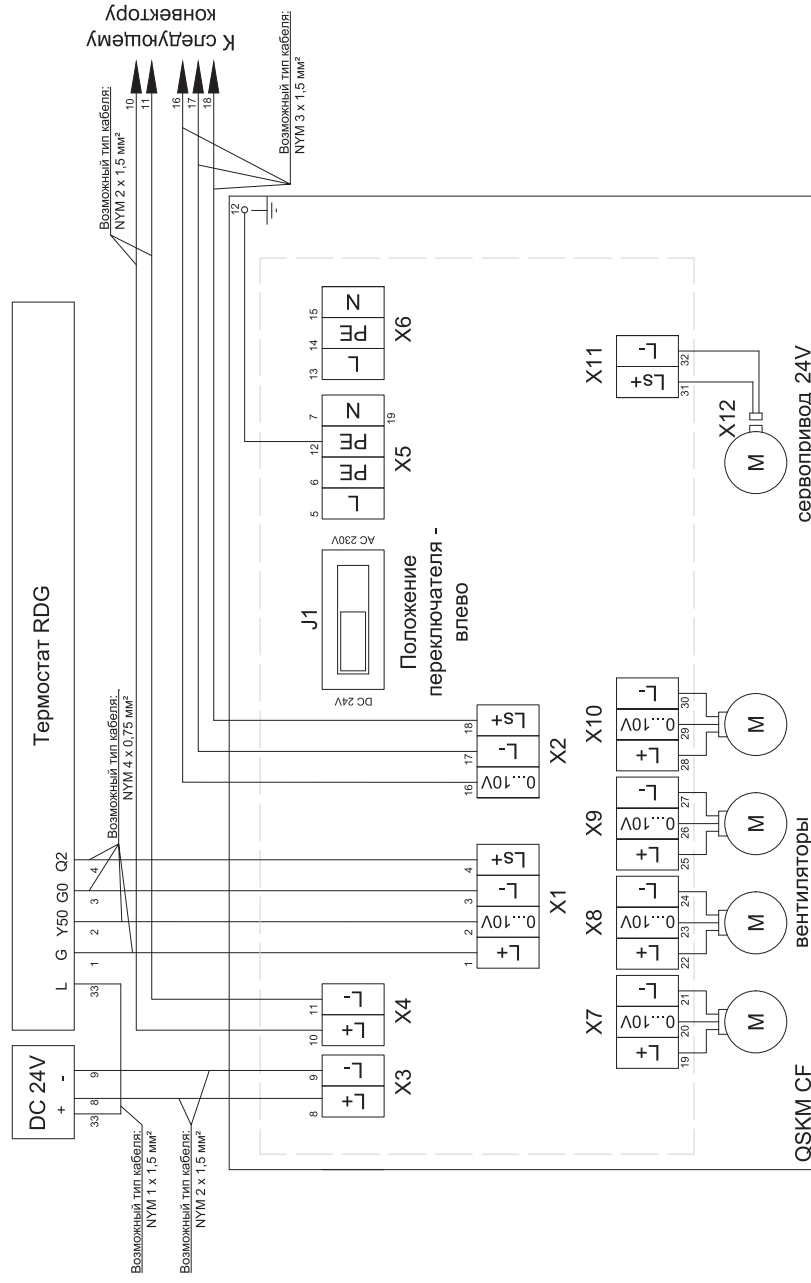 Термостат RDG
DC 24V
+
-
33
8
9
L
G
Y50
G0
Q2
33
1
2
3
4
Возможный тип кабеля:
NYM 1 x 1,5 мм²
Возможный тип кабеля:
NYM 2 x 1,5 мм²
Возможный тип кабеля:
NYM 4 x 0,75 мм²
Возможный тип кабеля:
NYM 2 x 1,5 мм²
Возможный тип кабеля:
NYM 3 x 1,5 мм²
10
11
16
17
18
К следующему
конвектору
8
9
L+
L-
X3
10
11
L+
L-
X4
1
2
3
4
L+
0...10V
L-
Ls+
X1
16
17
18
0...10V
L-
Ls+
X2
J1
DC 24V
AC 230V
Положение
переключателя -
влево
5
6
12
7
L
PE
PE
N
19
X5
13
14
15
L
PE
N
X6
12
X7
L+
0...10V
L-
19
20
21
M
X8
L+
0...10V
L-
22
23
24
M
X9
L+
0...10V
L-
25
26
27
M
X10
L+
0...10V
L-
28
29
30
M
X11
Ls+
L-
31
32
X12
M
QSKM CF
вентиляторы
сервопривод 24V